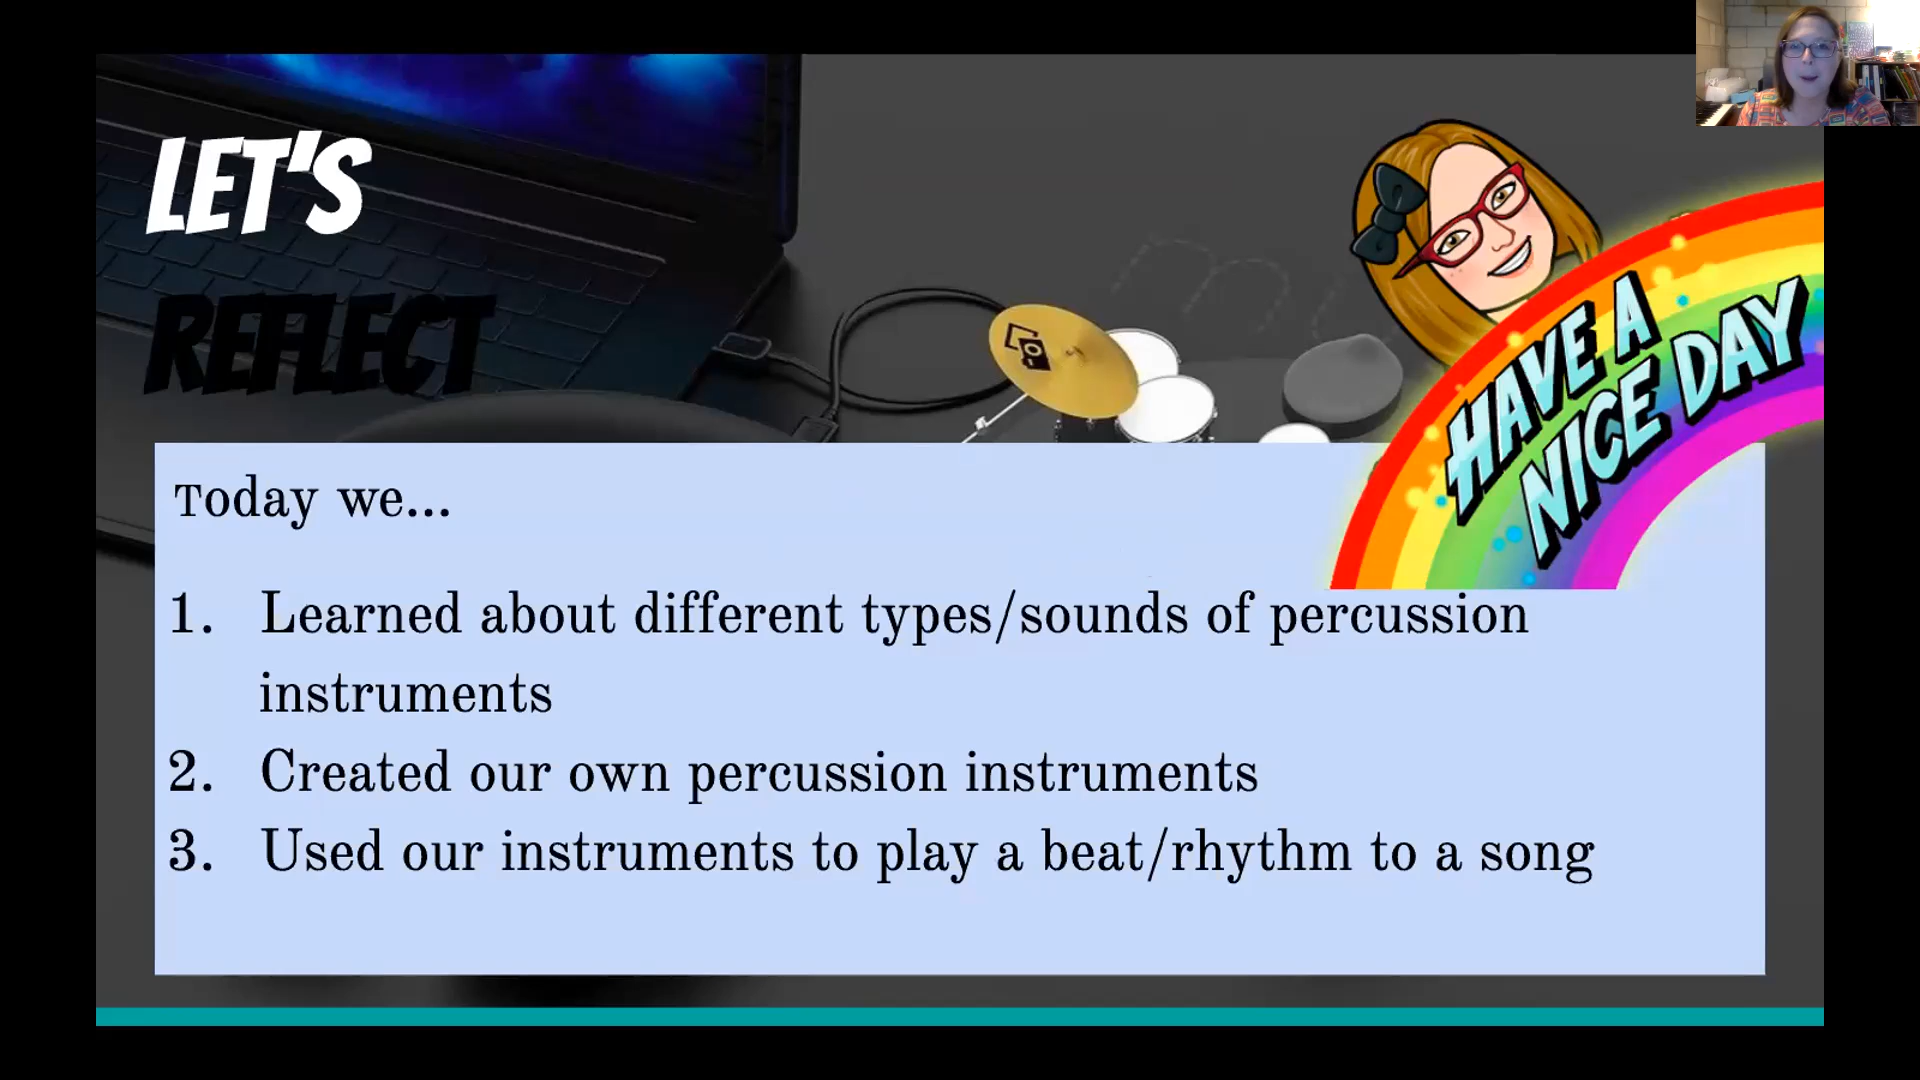 LET'S
REFLECT
HAVE A
NICE DAY
Today we...
1. Learned about different types/sounds of percussion
instruments
2. Created our own percussion instruments
3. Used our instruments to play a beat/rhythm to a song